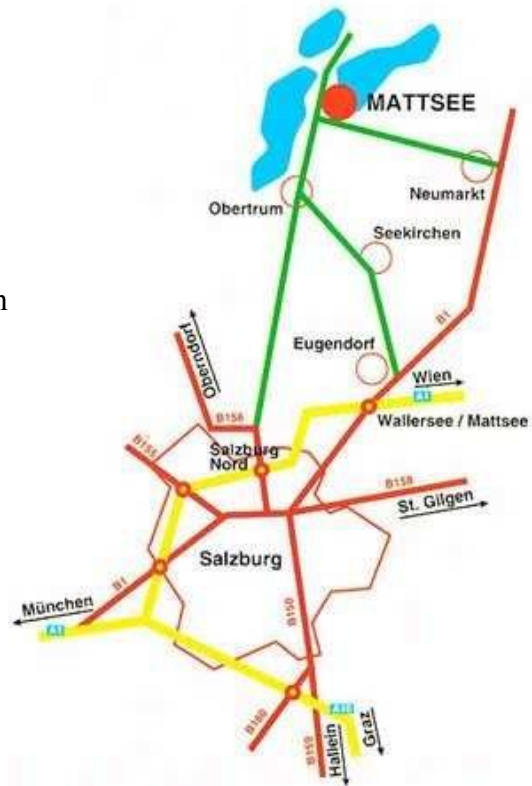 MATTSEE
Neumarkt
Obertrum
Seekirchen
n
B1
Eugendorf
Oberndorf
Wien
A1
B156
Wallersee / Mattsee
Salzburg
Nord
B155
B158
St. Gilgen
Salzburg
B1
München
A1
B150
A10
B160
B159
Hallein
Graz